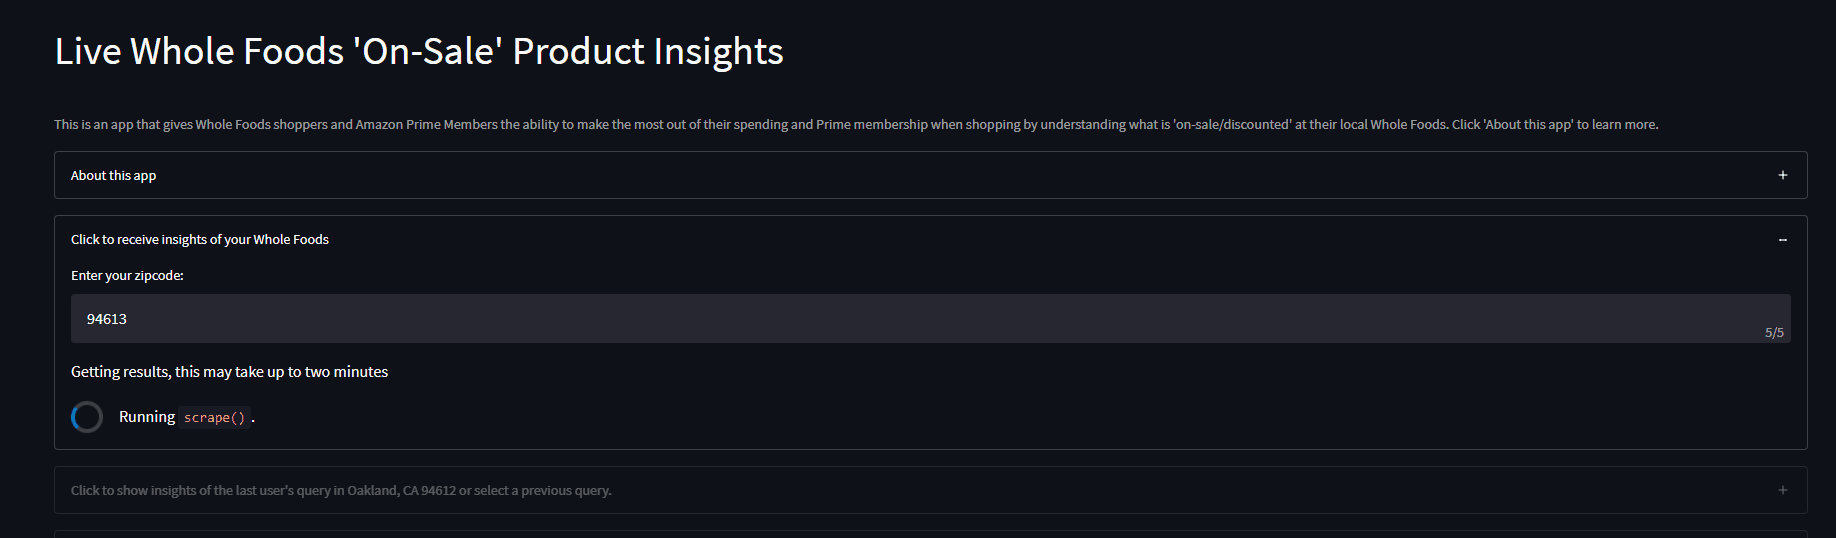 Live Whole Foods 'On-Sale' Product Insights
This is an app that gives Whole Foods shoppers and Amazon Prime Members the ability to make the most out of their spending and Prime membership when shopping by understanding what is 'on-sale/discounted' at their local Whole Foods. Click 'About this app' to learn more.
About this app
Click to receive insights of your Whole Foods
Enter your zipcode:
94613
5/5
Getting results, this may take up to two minutes
Running scrape() .
Click to show insights of the last user's query in Oakland, CA 94612 or select a previous query.